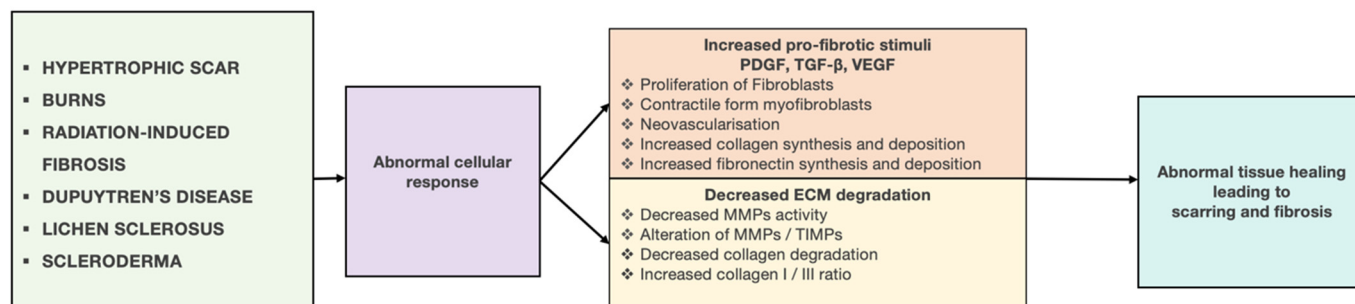 ▪ HYPERTROPHIC SCAR
▪ BURNS
▪ RADIATION-INDUCED
FIBROSIS
▪ DUPUYTREN’S DISEASE
▪ LICHEN SCLEROSUS
▪ SCLERODERMA
Abnormal cellular
response
Increased pro-fibrotic stimuli
PDGF, TGF-β, VEGF
❖ Proliferation of Fibroblasts
❖ Contractile form myofibroblasts
❖ Neovascularisation
❖ Increased collagen synthesis and deposition
❖ Increased fibronectin synthesis and deposition
Decreased ECM degradation
❖ Decreased MMPs activity
❖ Alteration of MMPs / TIMPs
❖ Decreased collagen degradation
❖ Increased collagen I / III ratio
Abnormal tissue healing
leading to
scarring and fibrosis